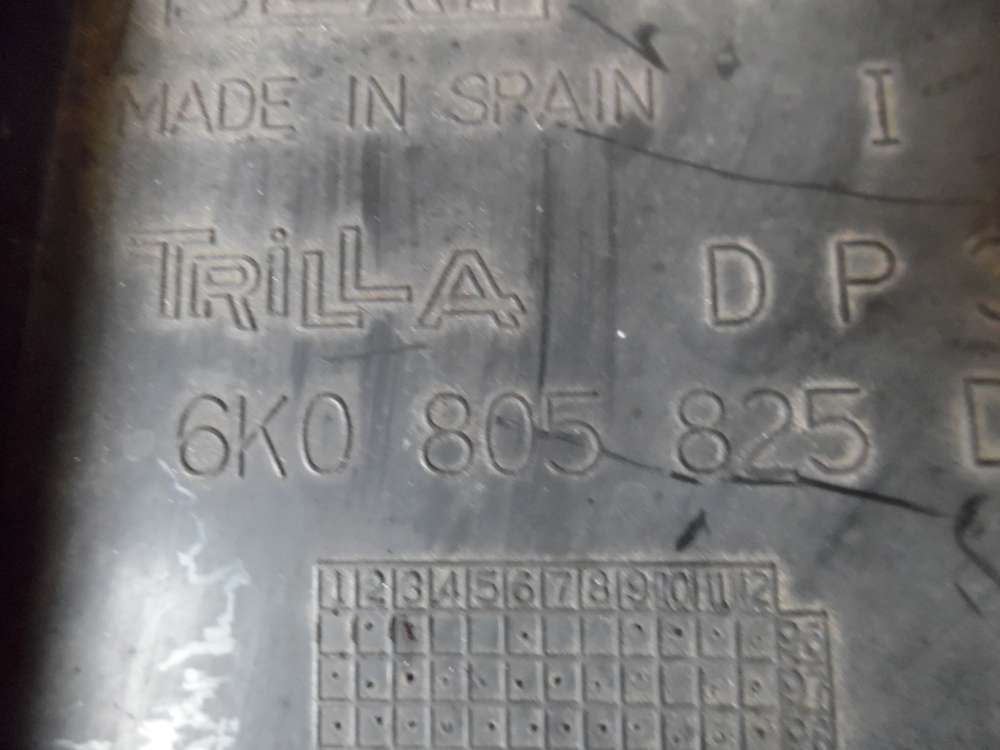 MADE IN SPAIN I
TRiLLA D P
6K0 805 825
1 2 3 4 5 6 7 8 9 10 11 12